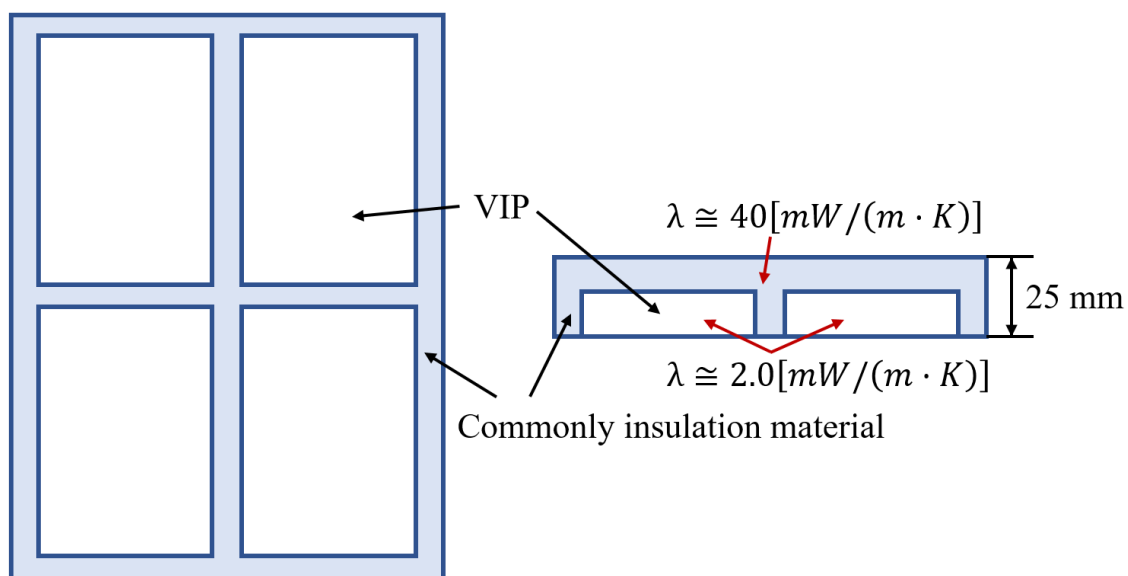 VIP
λ ≅ 40[mW/(m · K)]
25 mm
λ ≅ 2.0[mW/(m · K)]
Commonly insulation material